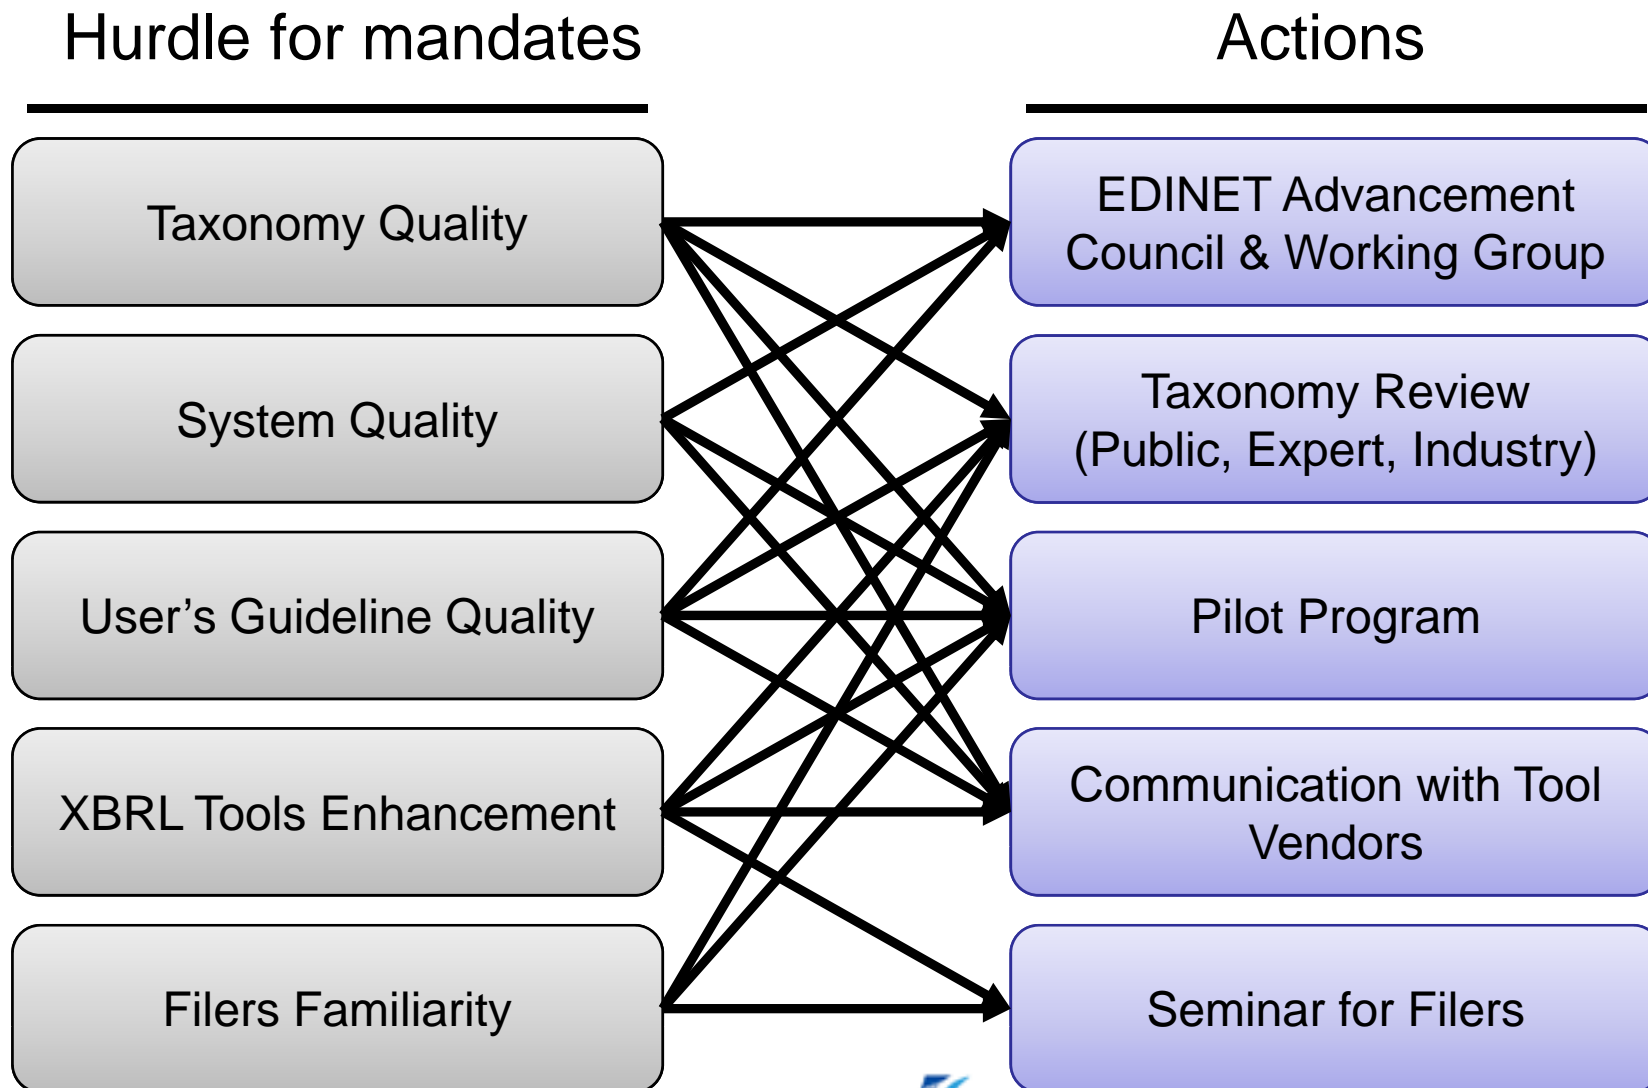 Hurdle for mandates
Actions
Taxonomy Quality
System Quality
User’s Guideline Quality
XBRL Tools Enhancement
Filers Familiarity
EDINET Advancement
Council & Working Group
Taxonomy Review
(Public, Expert, Industry)
Pilot Program
Communication with Tool
Vendors
Seminar for Filers